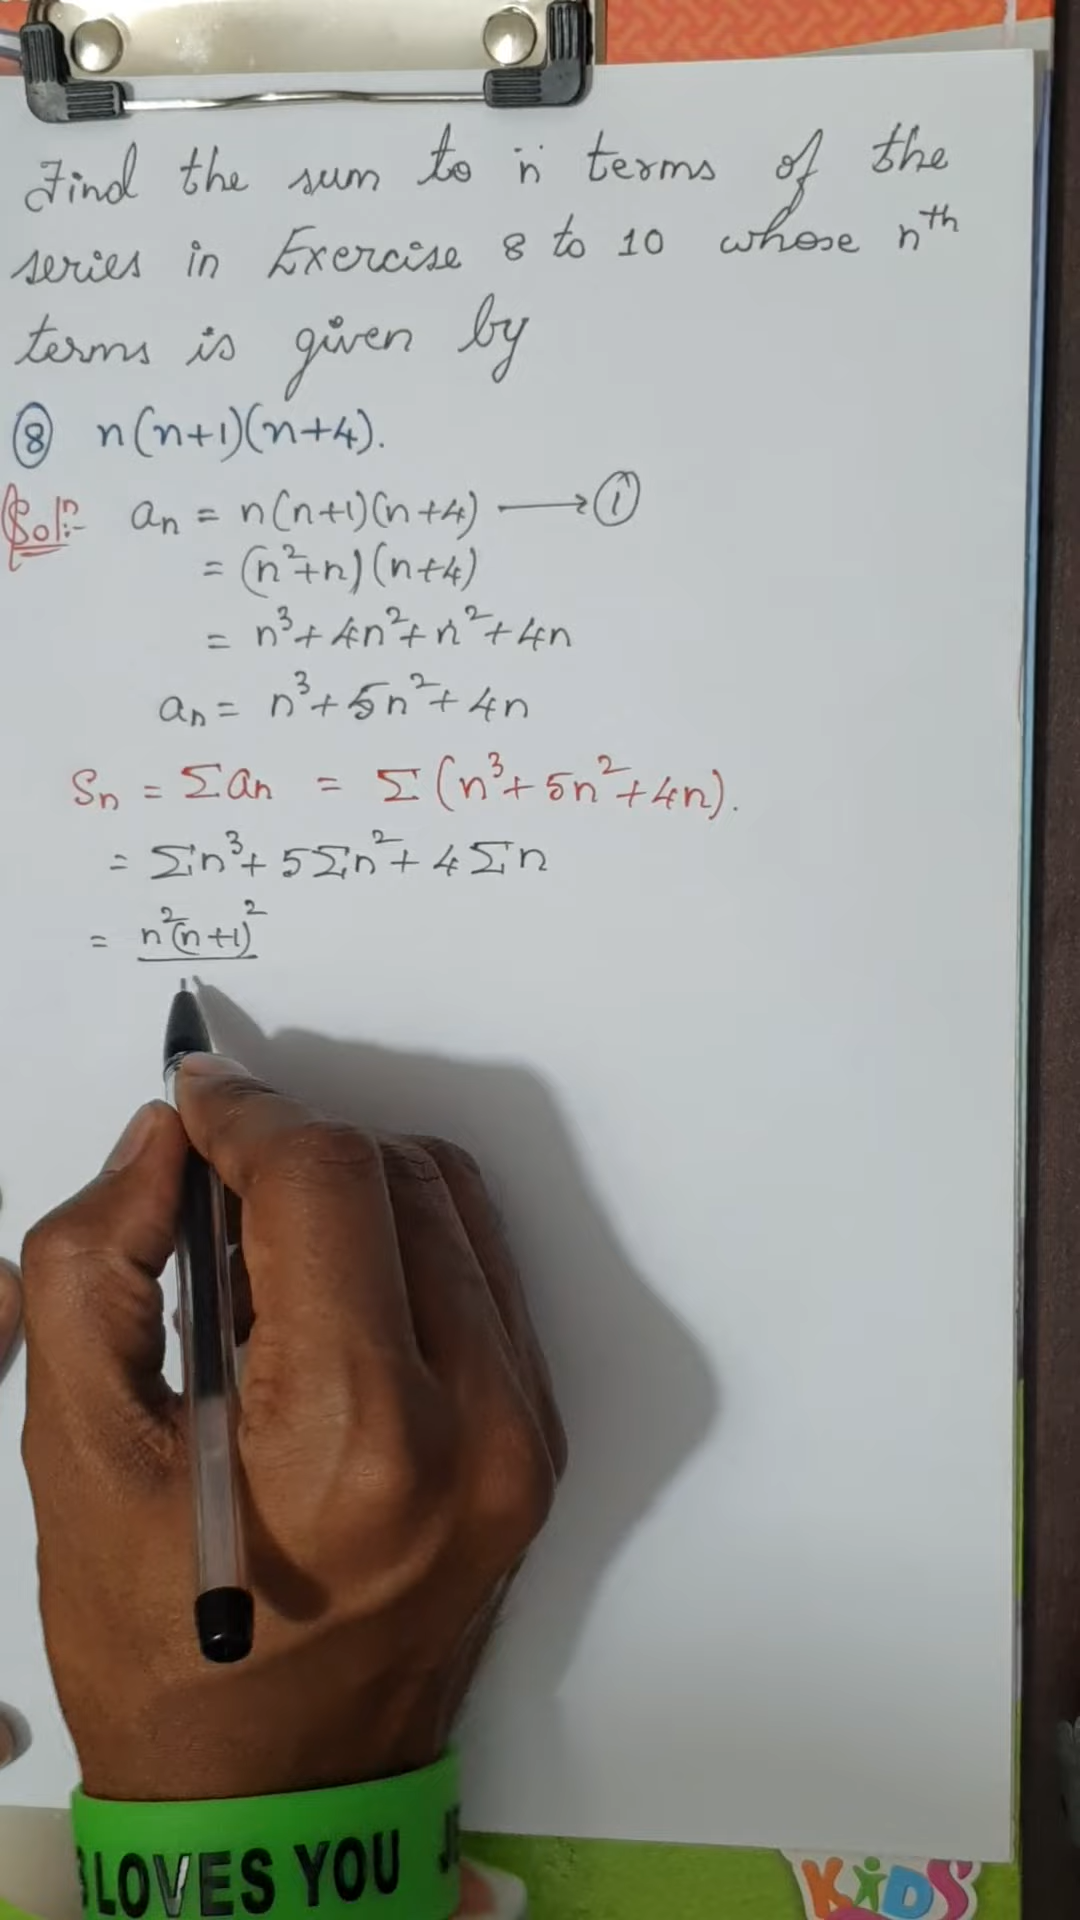 Find the sum to 'n' terms of the
series in Exercise 8 to 10 whose nᵗʰ
terms is given by
⑧ n(n+1)(n+4).
Solⁿ:- aₙ = n(n+1)(n+4) ⟶ ①
= (n²+n)(n+4)
= n³+4n²+n²+4n
aₙ = n³+5n²+4n
Sₙ = Σaₙ = Σ(n³+5n²+4n).
= Σn³+5Σn²+4Σn
= n²(n+1)²
LOVES YOU
KiDS